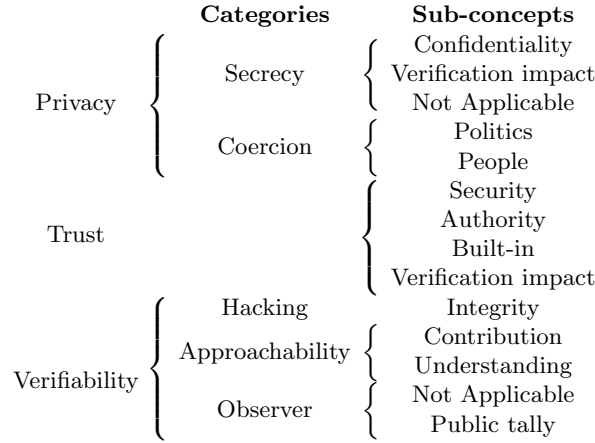 Categories Sub-concepts
Confidentiality
Secrecy Verification impact
Privacy Not Applicable
Coercion Politics
People
Security
Trust Authority
Built-in
Verification impact
Hacking Integrity
Approachability Contribution
Understanding
Verifiability Not Applicable
Observer Public tally